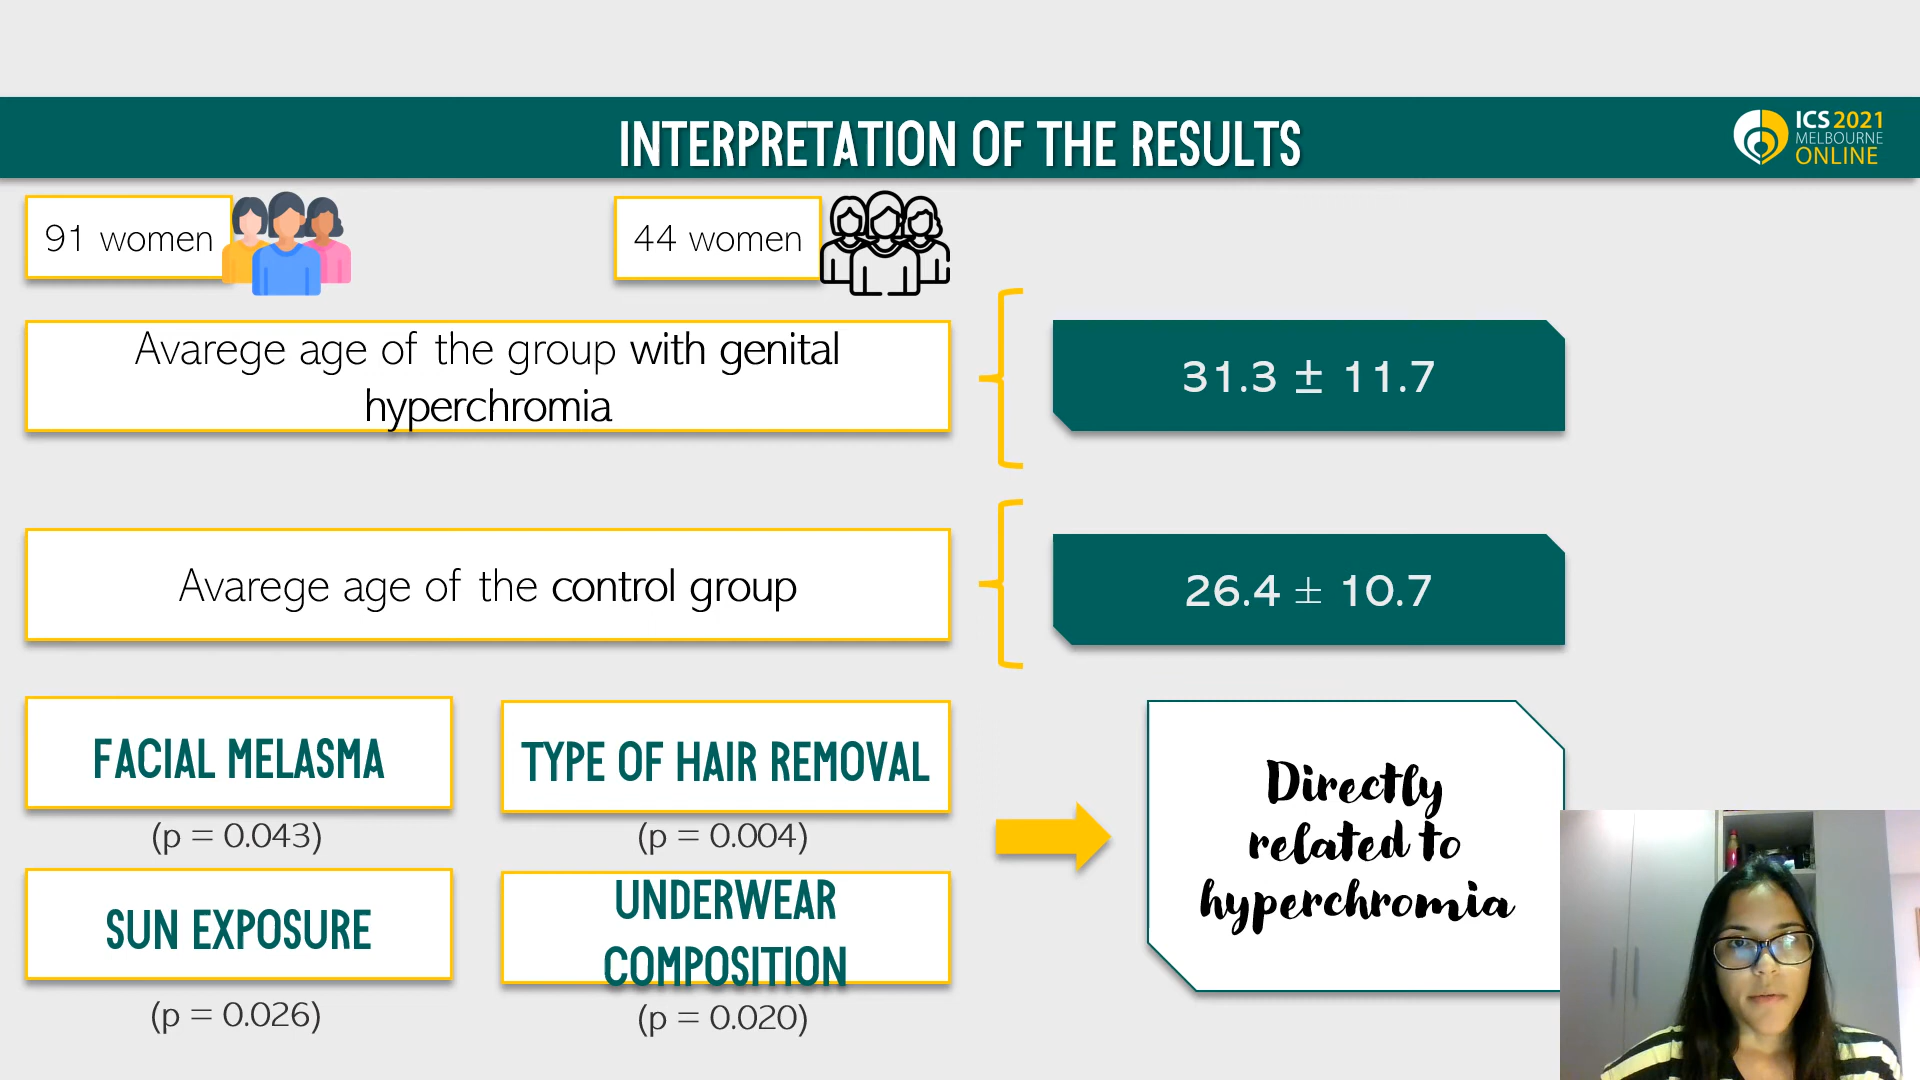 INTERPRETATION OF THE RESULTS
ICS 2021
MELBOURNE
ONLINE
91 women
44 women
Avarege age of the group with genital
hyperchromia
31.3 ± 11.7
Avarege age of the control group
26.4 ± 10.7
FACIAL MELASMA
(p = 0.043)
TYPE OF HAIR REMOVAL
(p = 0.004)
SUN EXPOSURE
(p = 0.026)
UNDERWEAR
COMPOSITION
(p = 0.020)
Directly
related to
hyperchromia